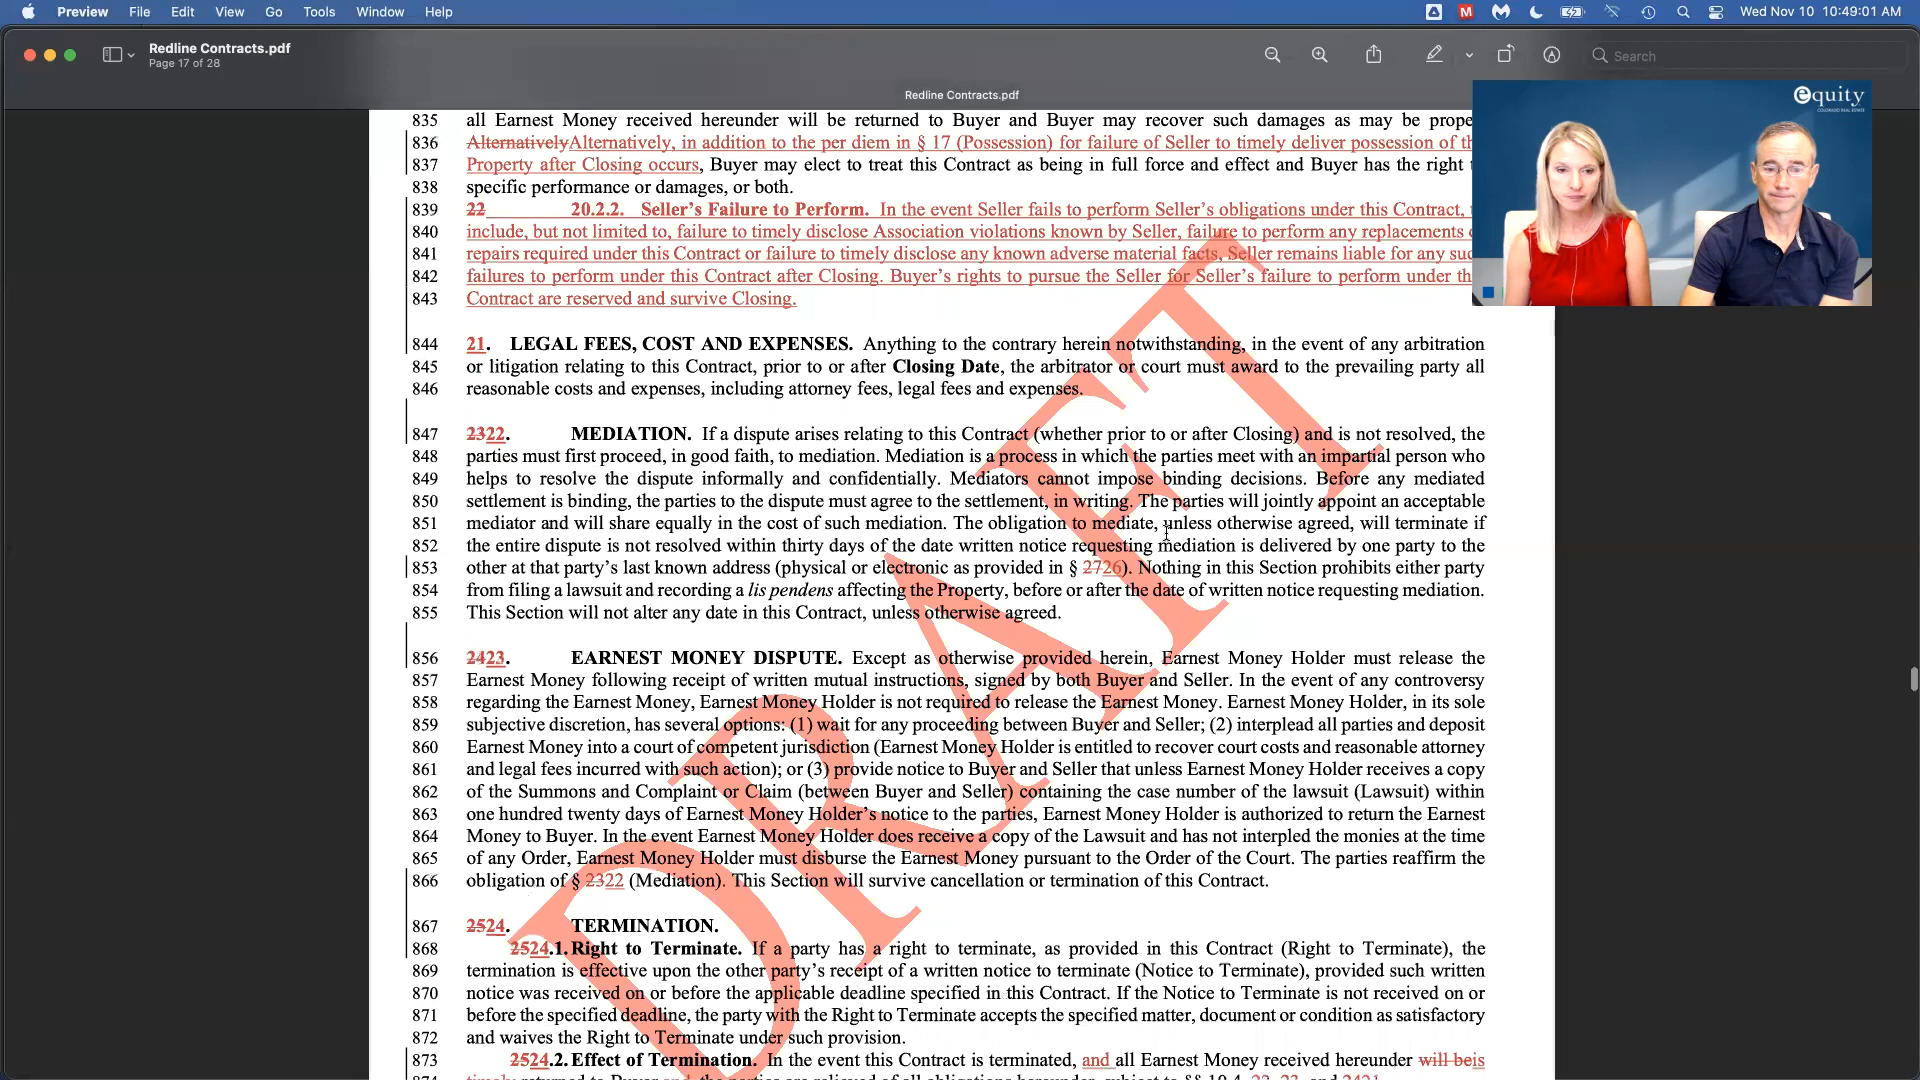 Preview File Edit View Go Tools Window Help Wed Nov 10 10:49:01 AM
Redline Contracts.pdf
Page 17 of 28
Search
Redline Contracts.pdf
equity
835 all Earnest Money received hereunder will be returned to Buyer and Buyer may recover such damages as may be prope
836 AlternativelyAlternatively, in addition to the per diem in § 17 (Possession) for failure of Seller to timely deliver possession of th
837 Property after Closing occurs, Buyer may elect to treat this Contract as being in full force and effect and Buyer has the right
838 specific performance or damages, or both.
839 22 20.2.2. Seller’s Failure to Perform. In the event Seller fails to perform Seller’s obligations under this Contract,
840 include, but not limited to, failure to timely disclose Association violations known by Seller, failure to perform any replacements
841 repairs required under this Contract or failure to timely disclose any known adverse material facts, Seller remains liable for any suc
842 failures to perform under this Contract after Closing. Buyer’s rights to pursue the Seller for Seller’s failure to perform under th
843 Contract are reserved and survive Closing.
844 21. LEGAL FEES, COST AND EXPENSES. Anything to the contrary herein notwithstanding, in the event of any arbitration
845 or litigation relating to this Contract, prior to or after Closing Date, the arbitrator or court must award to the prevailing party all
846 reasonable costs and expenses, including attorney fees, legal fees and expenses.
847 2322. MEDIATION. If a dispute arises relating to this Contract (whether prior to or after Closing) and is not resolved, the
848 parties must first proceed, in good faith, to mediation. Mediation is a process in which the parties meet with an impartial person who
849 helps to resolve the dispute informally and confidentially. Mediators cannot impose binding decisions. Before any mediated
850 settlement is binding, the parties to the dispute must agree to the settlement, in writing. The parties will jointly appoint an acceptable
851 mediator and will share equally in the cost of such mediation. The obligation to mediate, unless otherwise agreed, will terminate if
852 the entire dispute is not resolved within thirty days of the date written notice requesting mediation is delivered by one party to the
853 other at that party’s last known address (physical or electronic as provided in § 2726). Nothing in this Section prohibits either party
854 from filing a lawsuit and recording a lis pendens affecting the Property, before or after the date of written notice requesting mediation.
855 This Section will not alter any date in this Contract, unless otherwise agreed.
856 2423. EARNEST MONEY DISPUTE. Except as otherwise provided herein, Earnest Money Holder must release the
857 Earnest Money following receipt of written mutual instructions, signed by both Buyer and Seller. In the event of any controversy
858 regarding the Earnest Money, Earnest Money Holder is not required to release the Earnest Money. Earnest Money Holder, in its sole
859 subjective discretion, has several options: (1) wait for any proceeding between Buyer and Seller; (2) interplead all parties and deposit
860 Earnest Money into a court of competent jurisdiction (Earnest Money Holder is entitled to recover court costs and reasonable attorney
861 and legal fees incurred with such action); or (3) provide notice to Buyer and Seller that unless Earnest Money Holder receives a copy
862 of the Summons and Complaint or Claim (between Buyer and Seller) containing the case number of the lawsuit (Lawsuit) within
863 one hundred twenty days of Earnest Money Holder’s notice to the parties, Earnest Money Holder is authorized to return the Earnest
864 Money to Buyer. In the event Earnest Money Holder does receive a copy of the Lawsuit and has not interpled the monies at the time
865 of any Order, Earnest Money Holder must disburse the Earnest Money pursuant to the Order of the Court. The parties reaffirm the
866 obligation of § 2322 (Mediation). This Section will survive cancellation or termination of this Contract.
867 2524. TERMINATION.
868 2524.1. Right to Terminate. If a party has a right to terminate, as provided in this Contract (Right to Terminate), the
869 termination is effective upon the other party’s receipt of a written notice to terminate (Notice to Terminate), provided such written
870 notice was received on or before the applicable deadline specified in this Contract. If the Notice to Terminate is not received on or
871 before the specified deadline, the party with the Right to Terminate accepts the specified matter, document or condition as satisfactory
872 and waives the Right to Terminate under such provision.
873 2524.2. Effect of Termination. In the event this Contract is terminated, and all Earnest Money received hereunder will beis
DRAFT